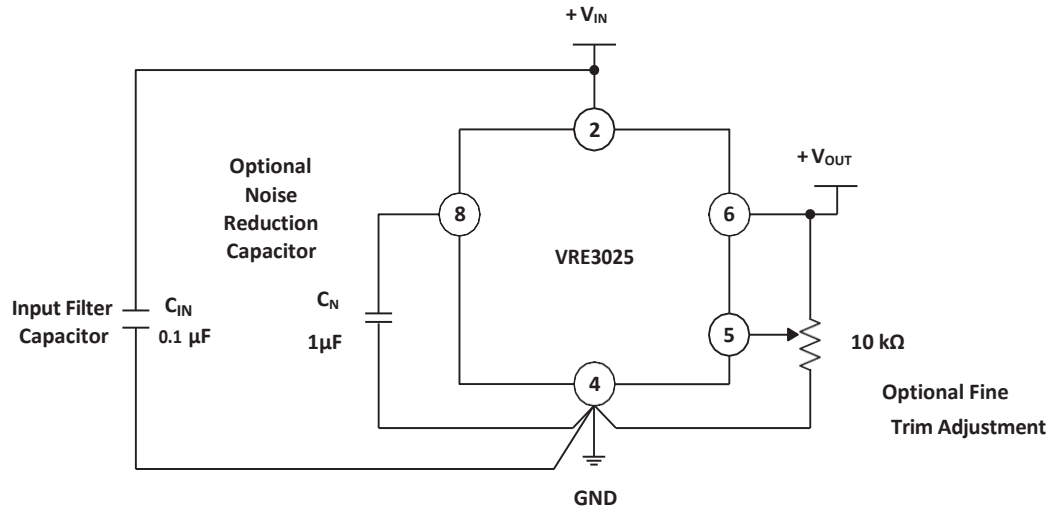 + VIN
2
Optional
Noise
Reduction
Capacitor
+ VOUT
8
6
VRE3025
Input Filter
Capacitor
CIN
0.1 µF
CN
1µF
5
10 kΩ
4
Optional Fine
Trim Adjustment
GND